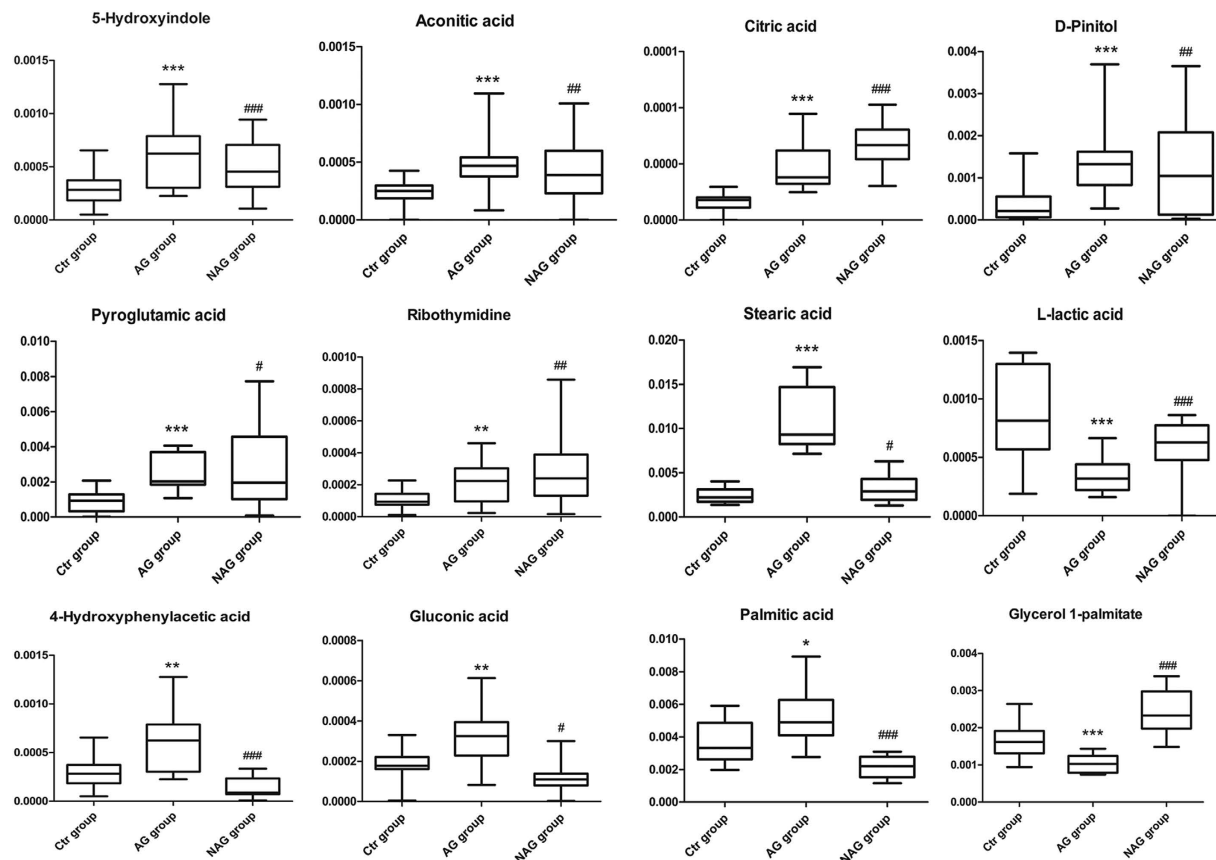 5-Hydroxyindole
0.0015
***
0.0010
###
0.0005
0.0000
Ctr group
AG group
NAG group
Aconitic acid
0.0015
***
##
0.0010
0.0005
0.0000
Ctr group
AG group
NAG group
Citric acid
0.0001
***
###
0.0001
0.0000
0.0000
Ctr group
AG group
NAG group
D-Pinitol
0.004
***
##
0.003
0.002
0.001
0.000
Ctr group
AG group
NAG group
Pyroglutamic acid
0.010
#
0.008
0.006
***
0.004
0.002
0.000
Ctr group
AG group
NAG group
Ribothymidine
0.0010
##
0.0008
0.0006
**
0.0004
0.0002
0.0000
Ctr group
AG group
NAG group
Stearic acid
0.020
***
0.015
0.010
#
0.005
0.000
Ctr group
AG group
NAG group
L-lactic acid
0.0015
0.0010
***
###
0.0005
0.0000
Ctr group
AG group
NAG group
4-Hydroxyphenylacetic acid
0.0015
**
0.0010
###
0.0005
0.0000
Ctr group
AG group
NAG group
Gluconic acid
0.0008
**
0.0006
#
0.0004
0.0002
0.0000
Ctr group
AG group
NAG group
Palmitic acid
0.010
*
0.008
0.006
###
0.004
0.002
0.000
Ctr group
AG group
NAG group
Glycerol 1-palmitate
0.004
###
0.003
***
0.002
0.001
0.000
Ctr group
AG group
NAG group